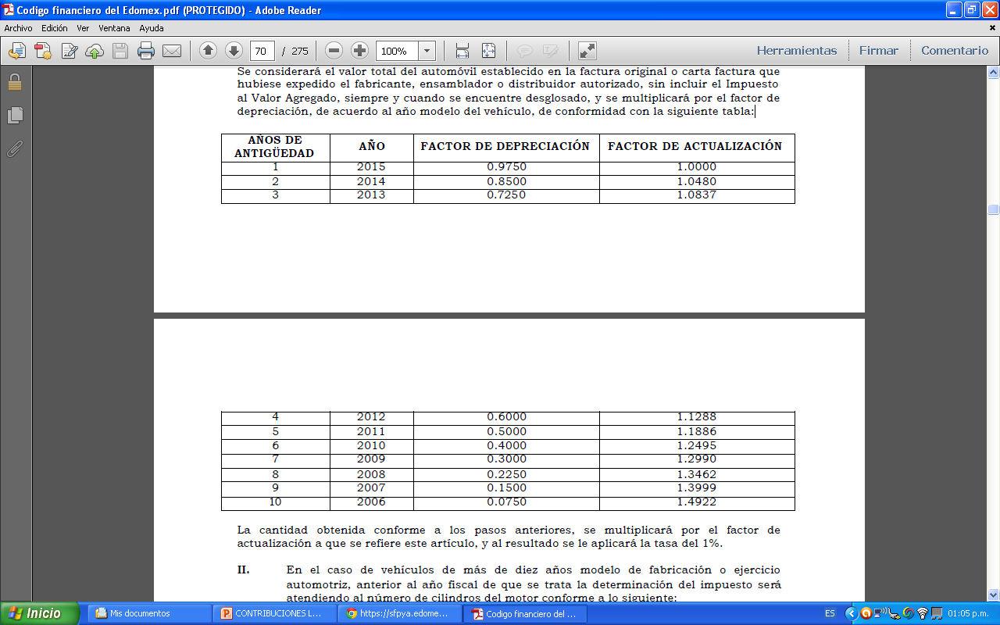 Codigo financiero del Edomex.pdf (PROTEGIDO) - Adobe Reader
Archivo Edición Ver Ventana Ayuda
70 / 275 100% Herramientas Firmar Comentario
Se considerará el valor total del automóvil establecido en la factura original o carta factura que
hubiese expedido el fabricante, ensamblador o distribuidor autorizado, sin incluir el Impuesto
al Valor Agregado, siempre y cuando se encuentre desglosado, y se multiplicará por el factor de
depreciación, de acuerdo al año modelo del vehículo, de conformidad con la siguiente tabla:
AÑOS DE ANTIGÜEDAD AÑO FACTOR DE DEPRECIACIÓN FACTOR DE ACTUALIZACIÓN
1 2015 0.9750 1.0000
2 2014 0.8500 1.0480
3 2013 0.7250 1.0837
4 2012 0.6000 1.1288
5 2011 0.5000 1.1886
6 2010 0.4000 1.2495
7 2009 0.3000 1.2990
8 2008 0.2250 1.3462
9 2007 0.1500 1.3999
10 2006 0.0750 1.4922
La cantidad obtenida conforme a los pasos anteriores, se multiplicará por el factor de
actualización a que se refiere este artículo, y al resultado se le aplicará la tasa del 1%.
II. En el caso de vehículos de más de diez años modelo de fabricación o ejercicio
automotriz, anterior al año fiscal de que se trata la determinación del impuesto será
atendiendo al número de cilindros del motor conforme a lo siguiente:
Inicio Mis documentos CONTRIBUCIONES L... https://sfpya.edome... Codigo financiero del ... ES 01:05 p.m.